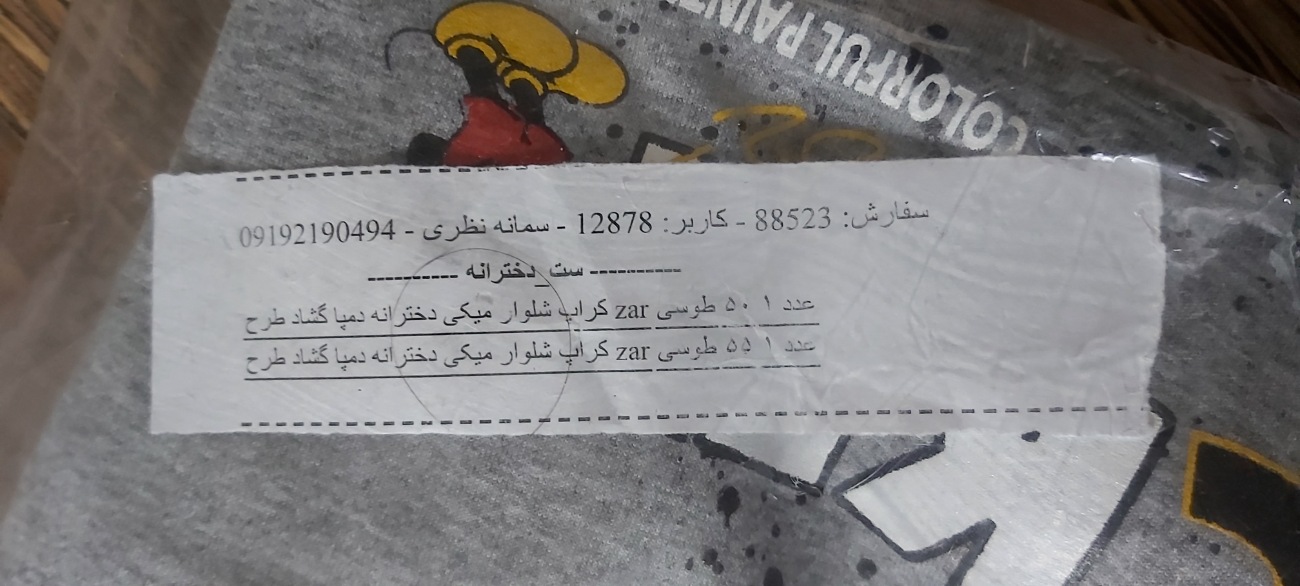 COLORFUL PAINT
سفارش: 88523 - کاربر: 12878 - سمانه نظری - 09192190494
---------- ست_دخترانه ----------
عدد ۱ ۵۰ طوسی zar کراپ شلوار میکی دخترانه دمپا گشاد طرح
عدد ۱ ۵۵ طوسی zar کراپ شلوار میکی دخترانه دمپا گشاد طرح